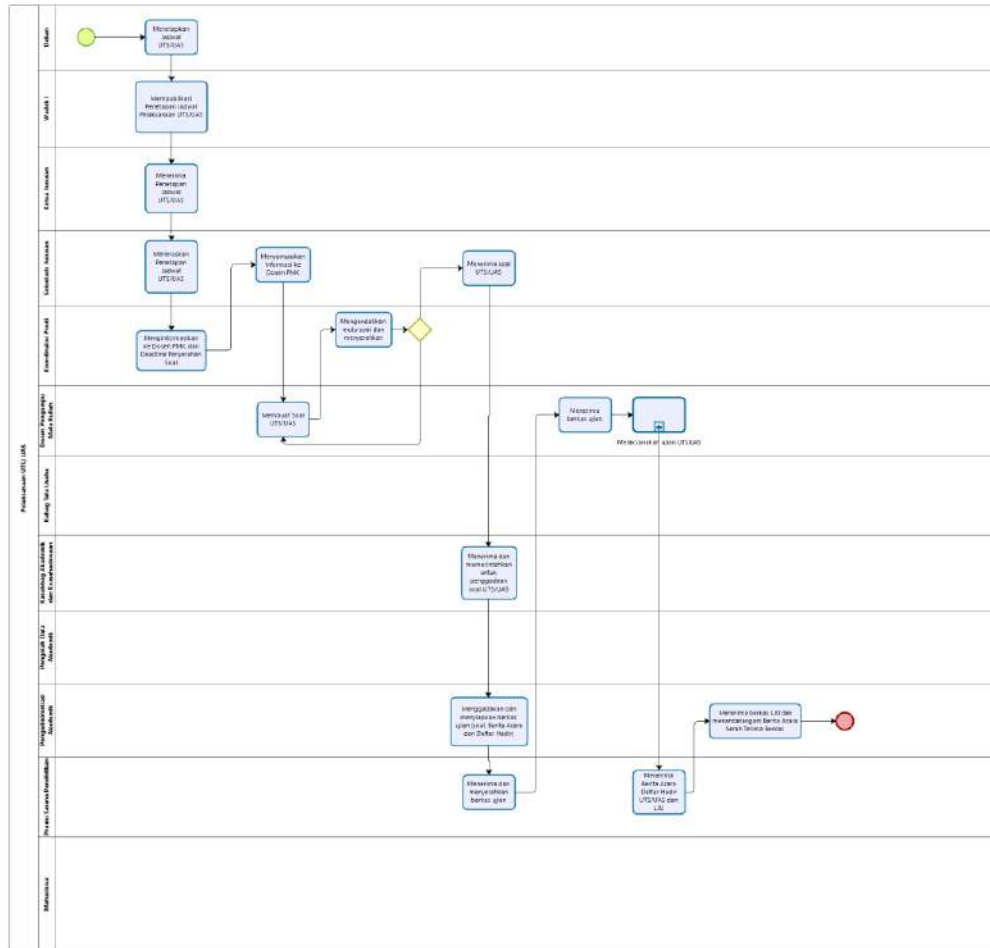 Pelaksanaan UTS/ UAS
Dekan
Menetapkan
Jadwal
UTS/UAS
Wadek I
Penetapan Jadwal
Pelaksanaan UTS/UAS
Ketua Jurusan
Menerima
Penetapan
Jadwal
UTS/UAS
Sekretaris Jurusan
Meneruskan
Penetapan
Jadwal
UTS/UAS
Menyampaikan
Informasi ke
Dosen PMK
Menerima soal
UTS/UAS
Koordinator Prodi
Menginformasikan
ke Dosen PMK dan
Deadline Penyerahan
Soal
Mengendalikan
mutu soal dan
menyerahkan
Dosen Pengampu
Mata Kuliah
Membuat Soal
UTS/UAS
Menerima
berkas ujian
Melaksanakan ujian UTS/UAS
Kabag Tata Usaha
Kasubbag Akademik
dan Kemahasiswaan
Menerima dan
memerintahkan
untuk
penggandaan
soal UTS/UAS
Pengolah Data
Akademik
Pengadministrasi
Akademik
Menggandakan dan
menyiapkan berkas
ujian (soal, Berita Acara
dan Daftar Hadir)
Menerima berkas LJU dan
menandatangani Berita Acara
Serah Terima berkas
Pramu Sarana Pendidikan
Menerima dan
menyerahkan
berkas ujian
Menerima
Berita Acara
Daftar Hadir
UTS/UAS dan
LJU
Mahasiswa